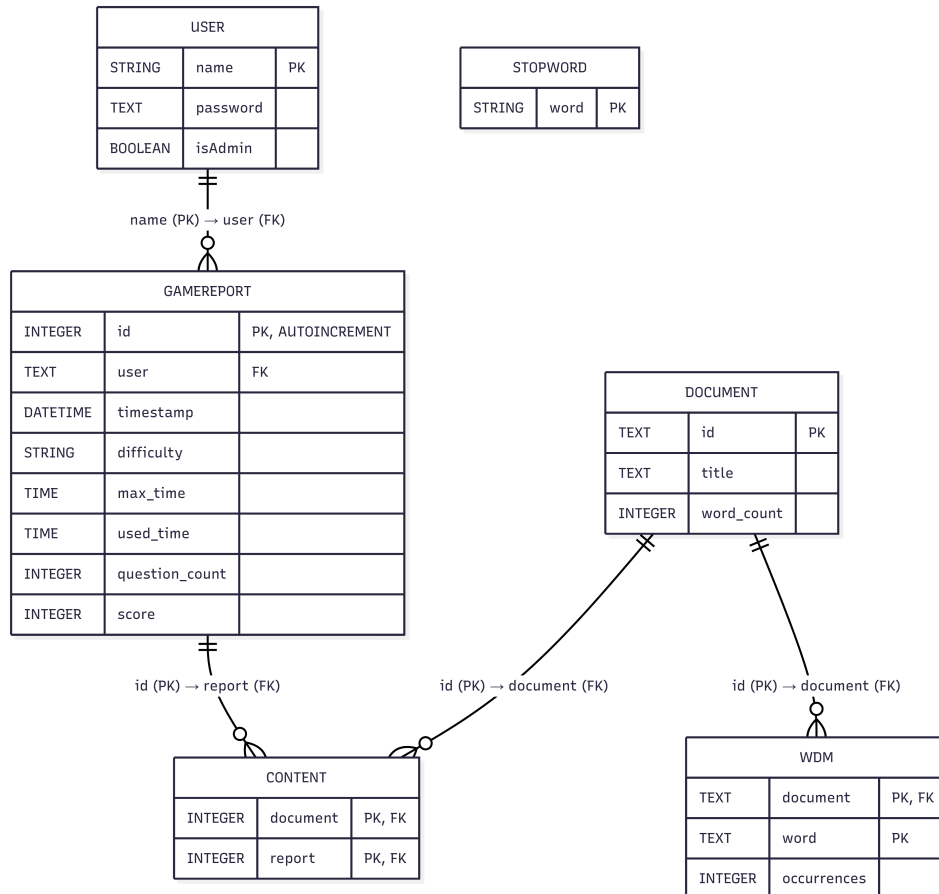 USER
STRING name PK
TEXT password
BOOLEAN isAdmin
STOPWORD
STRING word PK
name (PK) → user (FK)
GAMEREPORT
INTEGER id PK, AUTOINCREMENT
TEXT user FK
DATETIME timestamp
STRING difficulty
TIME max_time
TIME used_time
INTEGER question_count
INTEGER score
DOCUMENT
TEXT id PK
TEXT title
INTEGER word_count
id (PK) → report (FK)
id (PK) → document (FK)
id (PK) → document (FK)
CONTENT
INTEGER document PK, FK
INTEGER report PK, FK
WDM
TEXT document PK, FK
TEXT word PK
INTEGER occurrences